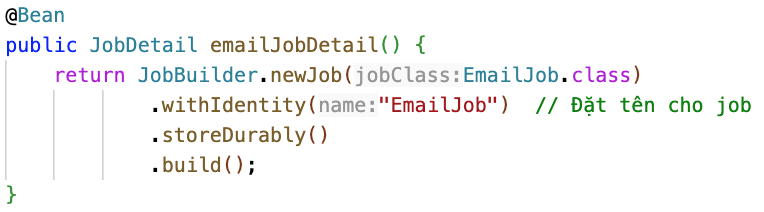 @Bean
public JobDetail emailJobDetail() {
return JobBuilder.newJob(jobClass:EmailJob.class)
.withIdentity(name:"EmailJob")  // Đặt tên cho job
.storeDurably()
.build();
}